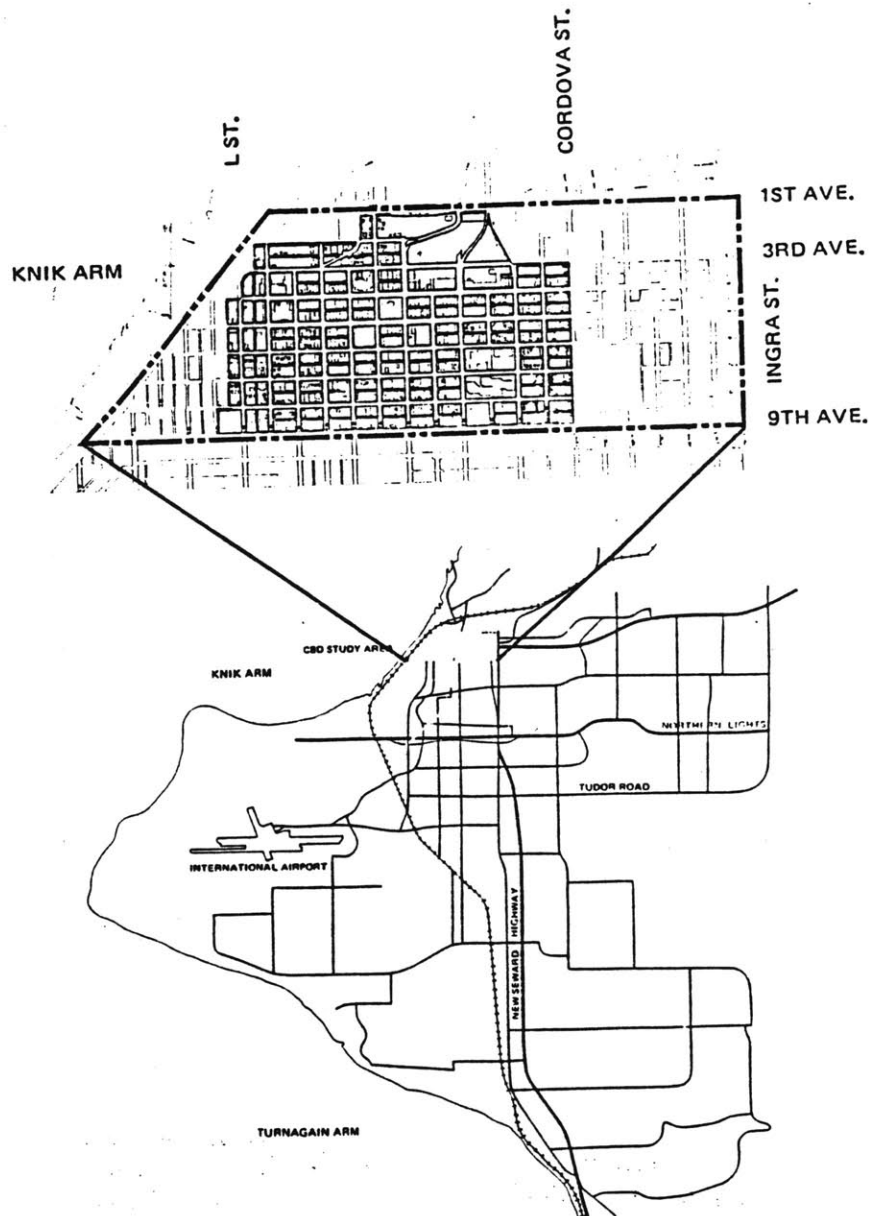 L ST.
CORDOVA ST.
1ST AVE.
3RD AVE.
KNIK ARM
INGRA ST.
9TH AVE.
CBD STUDY AREA
KNIK ARM
NORTHERN LIGHTS
TUDOR ROAD
INTERNATIONAL AIRPORT
NEW SEWARD HIGHWAY
TURNAGAIN ARM